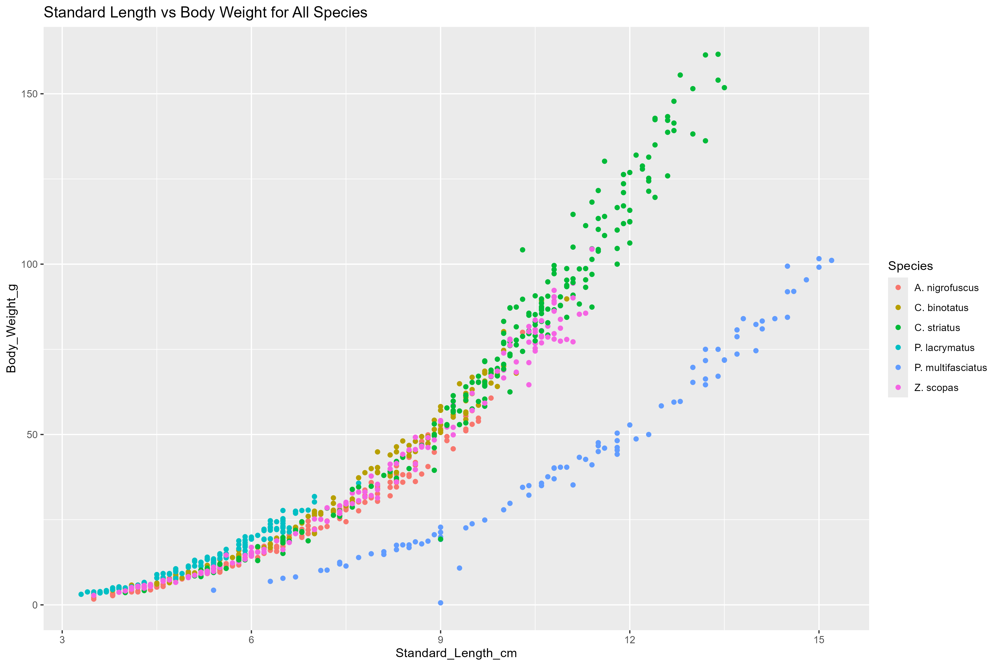 Standard Length vs Body Weight for All Species
150
100
50
0
Body_Weight_g
3 6 9 12 15
Standard_Length_cm
Species
A. nigrofuscus
C. binotatus
C. striatus
P. lacrymatus
P. multifasciatus
Z. scopas